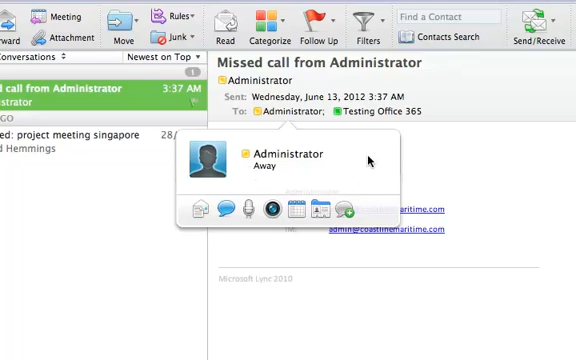 Meeting
Rules
Find a Contact
rward
Attachment
Move
Junk
Read
Categorize
Follow Up
Filters
Contacts Search
Send/Receive
Conversations
Newest on Top
Missed call from Administrator
1
Administrator
d call from Administrator
3:37 AM
Sent: Wednesday, June 13, 2012 3:37 AM
istrator
To: Administrator; Testing Office 365
GO
ed: project meeting singapore
28/
d Hemmings
Administrator
Away
aritime.com
admin@coastlinemaritime.com
Microsoft Lync 2010